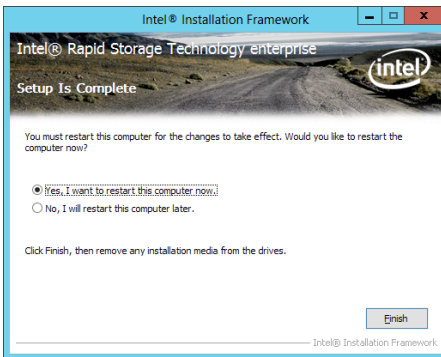 Intel® Installation Framework
Intel® Rapid Storage Technology enterprise
intel
Setup Is Complete
You must restart this computer for the changes to take effect. Would you like to restart the
computer now?
Yes, I want to restart this computer now.
No, I will restart this computer later.
Click Finish, then remove any installation media from the drives.
Finish
Intel® Installation Framework